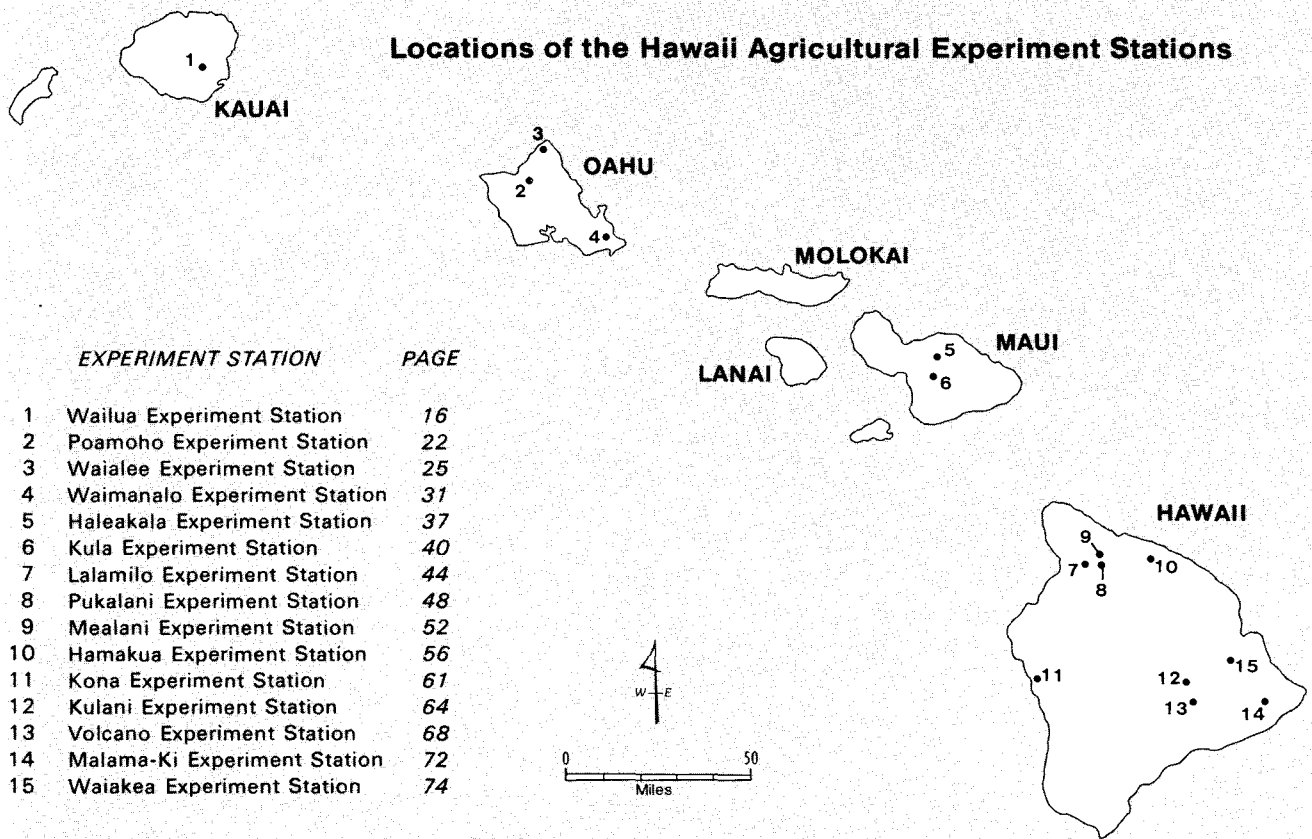 Locations of the Hawaii Agricultural Experiment Stations
1
KAUAI
3
OAHU
2
4
MOLOKAI
MAUI
5
LANAI
6
EXPERIMENT STATION PAGE
1 Wailua Experiment Station 16
2 Poamoho Experiment Station 22
3 Waialee Experiment Station 25
4 Waimanalo Experiment Station 31
5 Haleakala Experiment Station 37
6 Kula Experiment Station 40
7 Lalamilo Experiment Station 44
8 Pukalani Experiment Station 48
9 Mealani Experiment Station 52
10 Hamakua Experiment Station 56
11 Kona Experiment Station 61
12 Kulani Experiment Station 64
13 Volcano Experiment Station 68
14 Malama-Ki Experiment Station 72
15 Waiakea Experiment Station 74
HAWAII
9
7
8
10
15
11
12
13
14
W E
0 50
Miles